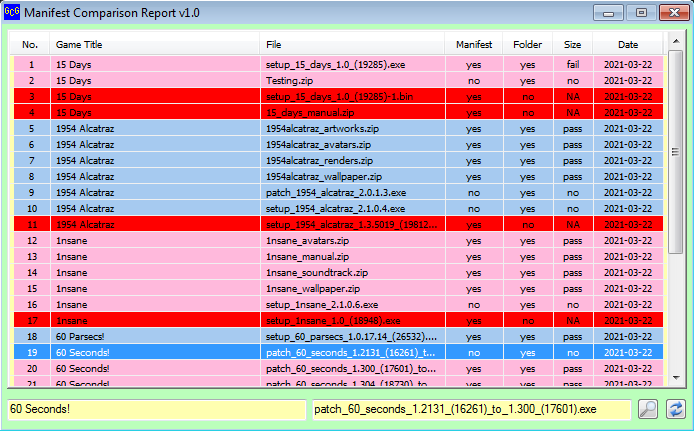 GcG Manifest Comparison Report v1.0
No. Game Title File Manifest Folder Size Date
1 15 Days setup_15_days_1.0_(19285).exe yes yes fail 2021-03-22
2 15 Days Testing.zip no yes no 2021-03-22
3 15 Days setup_15_days_1.0_(19285)-1.bin yes no NA 2021-03-22
4 15 Days 15_days_manual.zip yes no NA 2021-03-22
5 1954 Alcatraz 1954alcatraz_artworks.zip yes yes pass 2021-03-22
6 1954 Alcatraz 1954alcatraz_avatars.zip yes yes pass 2021-03-22
7 1954 Alcatraz 1954alcatraz_renders.zip yes yes pass 2021-03-22
8 1954 Alcatraz 1954alcatraz_wallpaper.zip yes yes pass 2021-03-22
9 1954 Alcatraz patch_1954_alcatraz_2.0.1.3.exe no yes no 2021-03-22
10 1954 Alcatraz setup_1954_alcatraz_2.1.0.4.exe no yes no 2021-03-22
11 1954 Alcatraz setup_1954_alcatraz_1.3.5019_(19812... yes no NA 2021-03-22
12 1nsane 1nsane_avatars.zip yes yes pass 2021-03-22
13 1nsane 1nsane_manual.zip yes yes pass 2021-03-22
14 1nsane 1nsane_soundtrack.zip yes yes pass 2021-03-22
15 1nsane 1nsane_wallpaper.zip yes yes pass 2021-03-22
16 1nsane setup_1nsane_2.1.0.6.exe no yes no 2021-03-22
17 1nsane setup_1nsane_1.0_(18948).exe yes no NA 2021-03-22
18 60 Parsecs! setup_60_parsecs_1.0.17.14_(26532).... yes yes pass 2021-03-22
19 60 Seconds! patch_60_seconds_1.2131_(16261)_t... no yes no 2021-03-22
20 60 Seconds! patch_60_seconds_1.300_(17601)_to... yes yes pass 2021-03-22
21 60 Seconds! patch_60_seconds_1.304_(18730)_to... yes yes pass 2021-03-22
60 Seconds! patch_60_seconds_1.2131_(16261)_to_1.300_(17601).exe